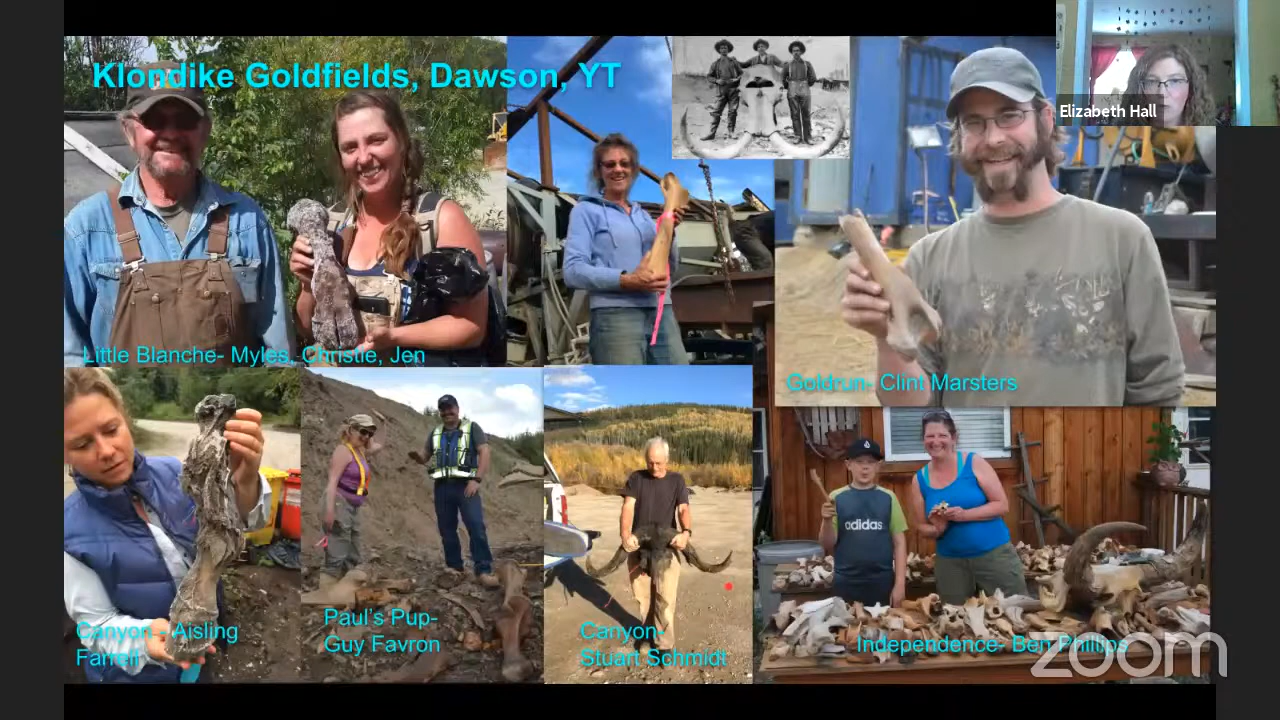 Klondike Goldfields, Dawson, YT
Elizabeth Hall
Little Blanche- Myles, Christie, Jen
Goldrun- Clint Marsters
Canyon - Aisling
Farrell
Paul's Pup-
Guy Favron
Canyon-
Stuart Schmidt
adidas
Independence- Ben Phillips
zoom